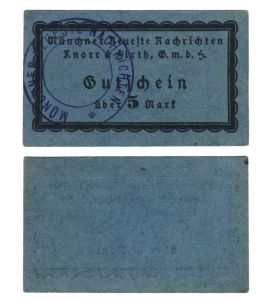 Münchner Neueste Nachrichten
Knorr & Hirth, G.m.b.H.
Gutschein
über 5 Mark